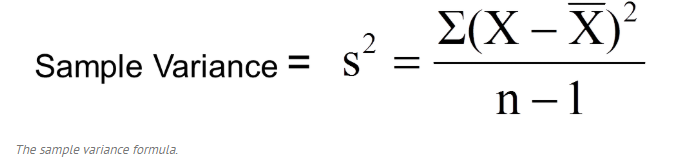 Sample Variance = s² = Σ(X – X̅)² / n – 1
The sample variance formula.